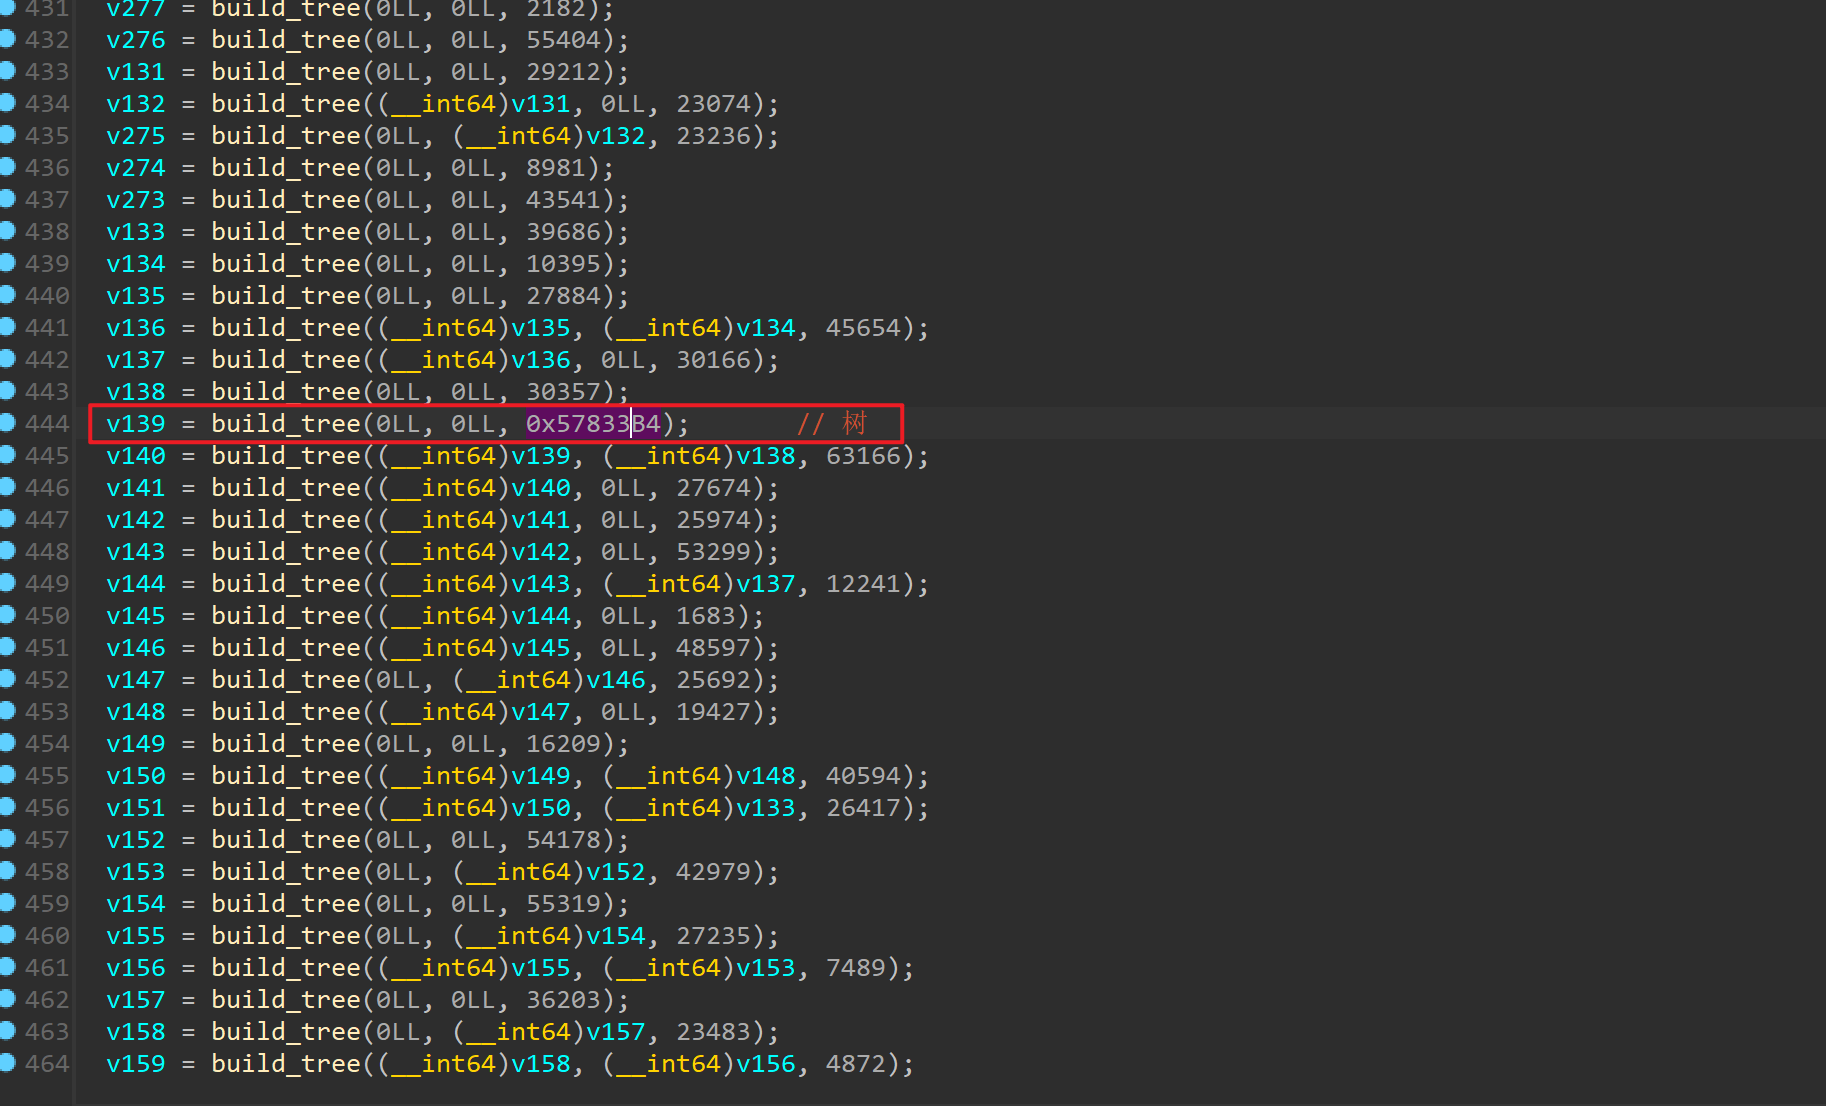 431 v277 = build_tree(0LL, 0LL, 2182);
432 v276 = build_tree(0LL, 0LL, 55404);
433 v131 = build_tree(0LL, 0LL, 29212);
434 v132 = build_tree((__int64)v131, 0LL, 23074);
435 v275 = build_tree(0LL, (__int64)v132, 23236);
436 v274 = build_tree(0LL, 0LL, 8981);
437 v273 = build_tree(0LL, 0LL, 43541);
438 v133 = build_tree(0LL, 0LL, 39686);
439 v134 = build_tree(0LL, 0LL, 10395);
440 v135 = build_tree(0LL, 0LL, 27884);
441 v136 = build_tree((__int64)v135, (__int64)v134, 45654);
442 v137 = build_tree((__int64)v136, 0LL, 30166);
443 v138 = build_tree(0LL, 0LL, 30357);
444 v139 = build_tree(0LL, 0LL, 0x57833B4); // 树
445 v140 = build_tree((__int64)v139, (__int64)v138, 63166);
446 v141 = build_tree((__int64)v140, 0LL, 27674);
447 v142 = build_tree((__int64)v141, 0LL, 25974);
448 v143 = build_tree((__int64)v142, 0LL, 53299);
449 v144 = build_tree((__int64)v143, (__int64)v137, 12241);
450 v145 = build_tree((__int64)v144, 0LL, 1683);
451 v146 = build_tree((__int64)v145, 0LL, 48597);
452 v147 = build_tree(0LL, (__int64)v146, 25692);
453 v148 = build_tree((__int64)v147, 0LL, 19427);
454 v149 = build_tree(0LL, 0LL, 16209);
455 v150 = build_tree((__int64)v149, (__int64)v148, 40594);
456 v151 = build_tree((__int64)v150, (__int64)v133, 26417);
457 v152 = build_tree(0LL, 0LL, 54178);
458 v153 = build_tree(0LL, (__int64)v152, 42979);
459 v154 = build_tree(0LL, 0LL, 55319);
460 v155 = build_tree(0LL, (__int64)v154, 27235);
461 v156 = build_tree((__int64)v155, (__int64)v153, 7489);
462 v157 = build_tree(0LL, 0LL, 36203);
463 v158 = build_tree(0LL, (__int64)v157, 23483);
464 v159 = build_tree((__int64)v158, (__int64)v156, 4872);